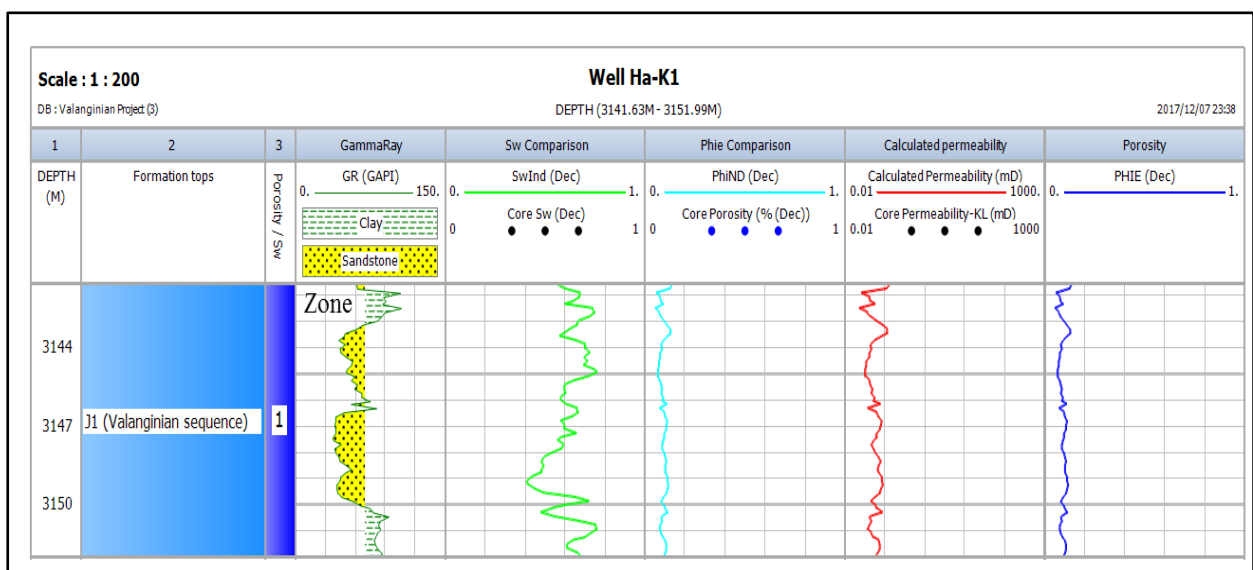 Scale : 1 : 200
Well Ha-K1
DB : Valanginian Project (3)
DEPTH (3141.63M - 3151.99M)
2017/12/07 23:38
1 2 3 GammaRay Sw Comparison Phie Comparison Calculated permeability Porosity
DEPTH (M)
Formation tops
Porosity / Sw
GR (GAPI)
0. 150.
Clay
Sandstone
SwInd (Dec)
0. 1.
Core Sw (Dec)
0 1
PhiND (Dec)
0. 1.
Core Porosity (% (Dec))
0 1
Calculated Permeability (mD)
0.01 1000.
Core Permeability-KL (mD)
0.01 1000
PHIE (Dec)
0. 1.
Zone
3144
3147 J1 (Valanginian sequence) 1
3150